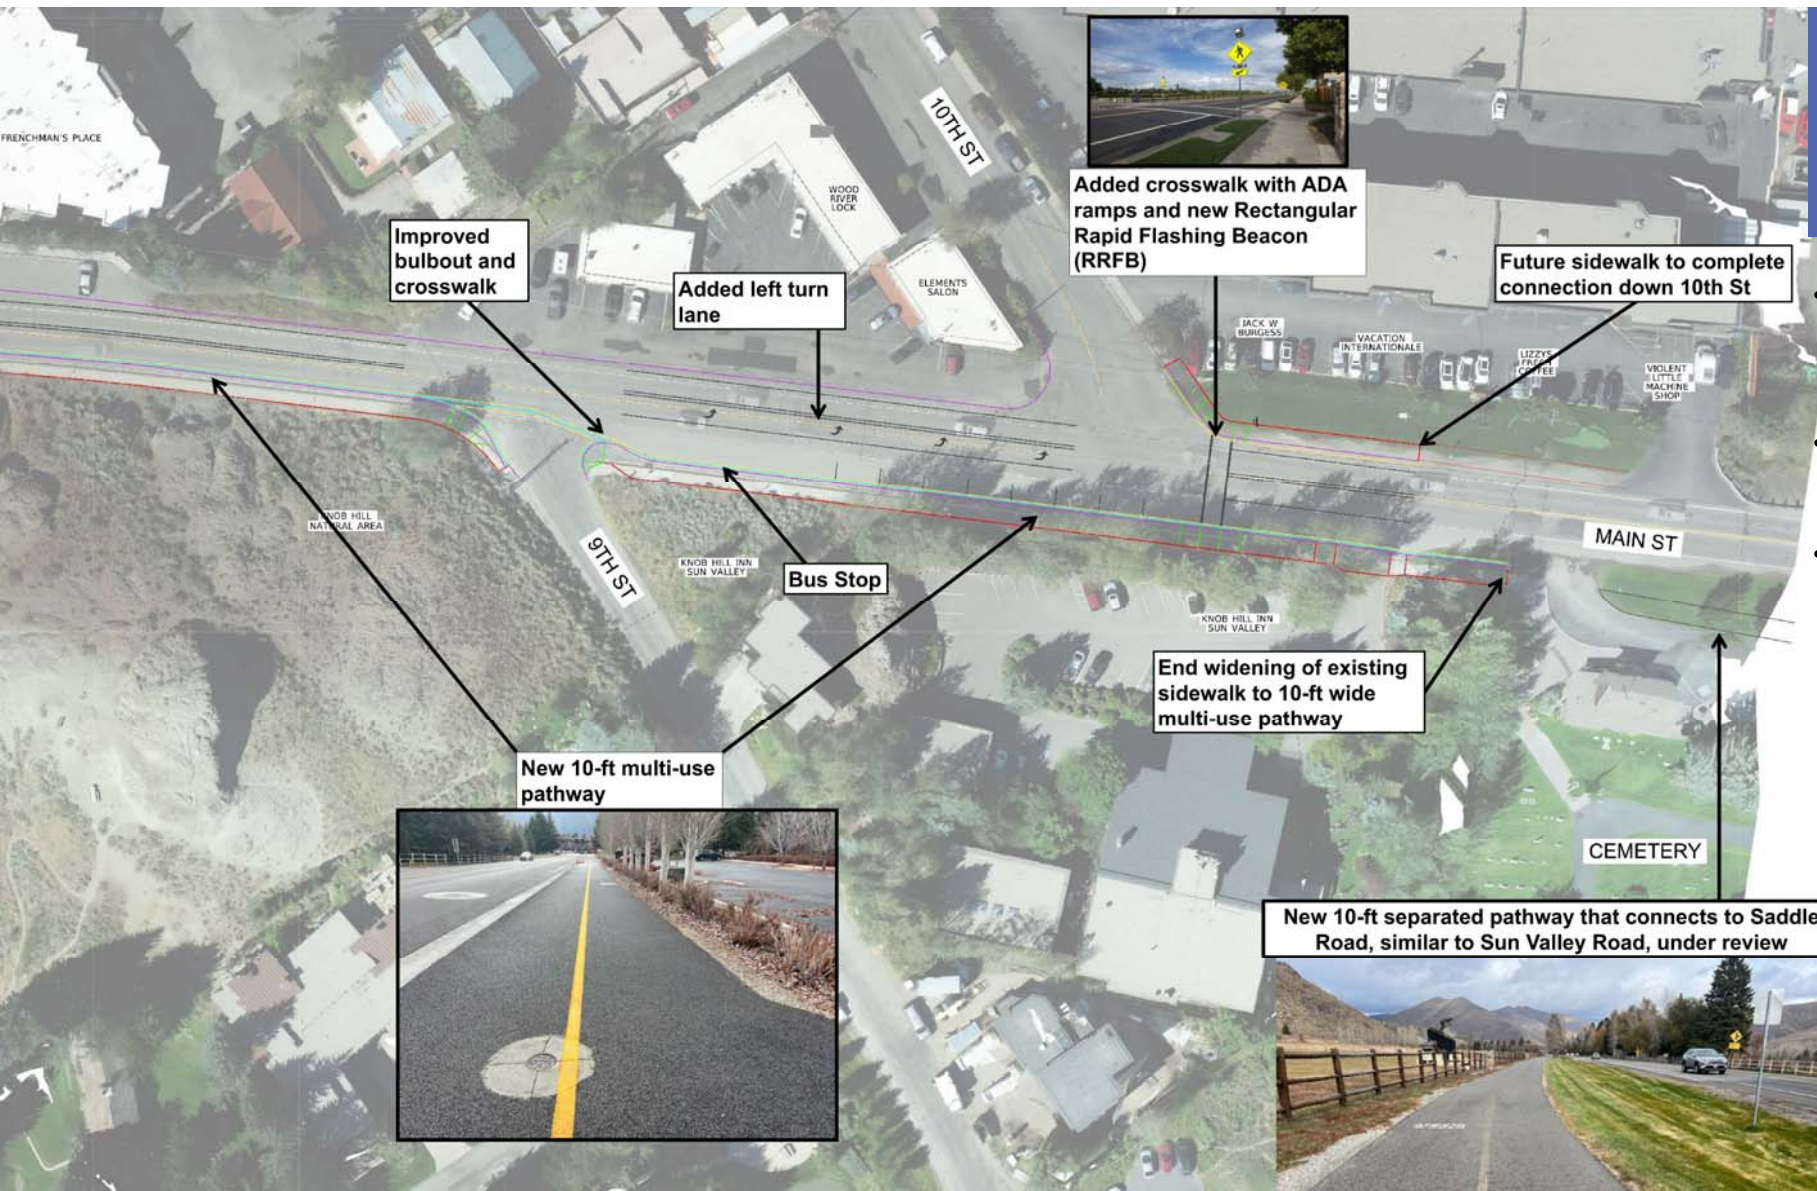 FRENCHMAN'S PLACE
10TH ST
WOOD
RIVER
LOCK
ELEMENTS
SALON
Improved
bulbout and
crosswalk
Added left turn
lane
Added crosswalk with ADA
ramps and new Rectangular
Rapid Flashing Beacon
(RRFB)
Future sidewalk to complete
connection down 10th St
JACK W
BURGESS
VACATION
INTERNATIONALE
LIZZYS
FRESH
COFFEE
VIOLENT
LITTLE
MACHINE
SHOP
MAIN ST
KNOB HILL
NATURAL AREA
9TH ST
KNOB HILL INN
SUN VALLEY
Bus Stop
KNOB HILL INN
SUN VALLEY
End widening of existing
sidewalk to 10-ft wide
multi-use pathway
New 10-ft multi-use
pathway
CEMETERY
New 10-ft separated pathway that connects to Saddle
Road, similar to Sun Valley Road, under review